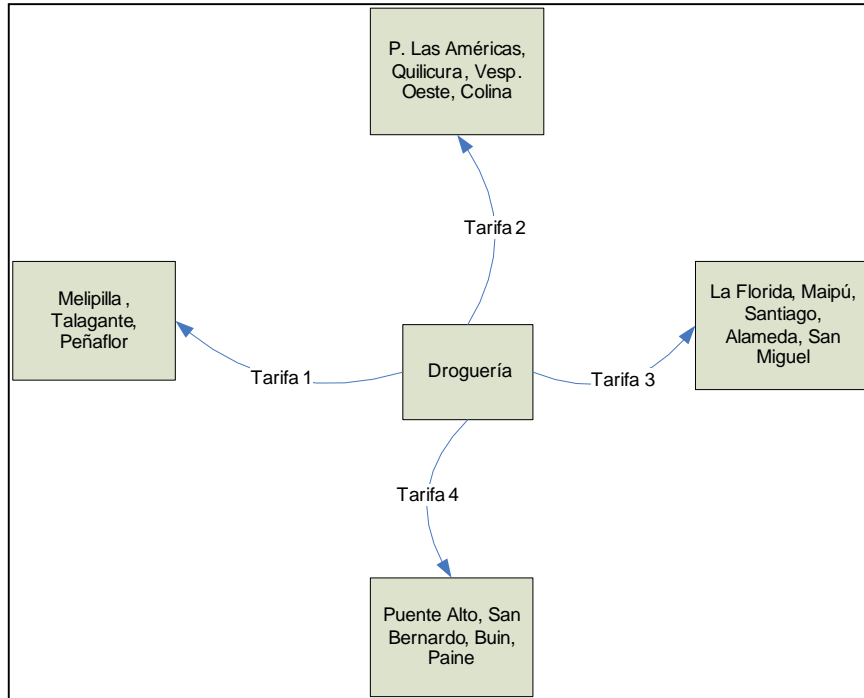 P. Las Américas,
Quilicura, Vesp.
Oeste, Colina
Tarifa 2
Melipilla ,
Talagante,
Peñaflor
La Florida, Maipú,
Santiago,
Alameda, San
Miguel
Droguería
Tarifa 1
Tarifa 3
Tarifa 4
Puente Alto, San
Bernardo, Buin,
Paine